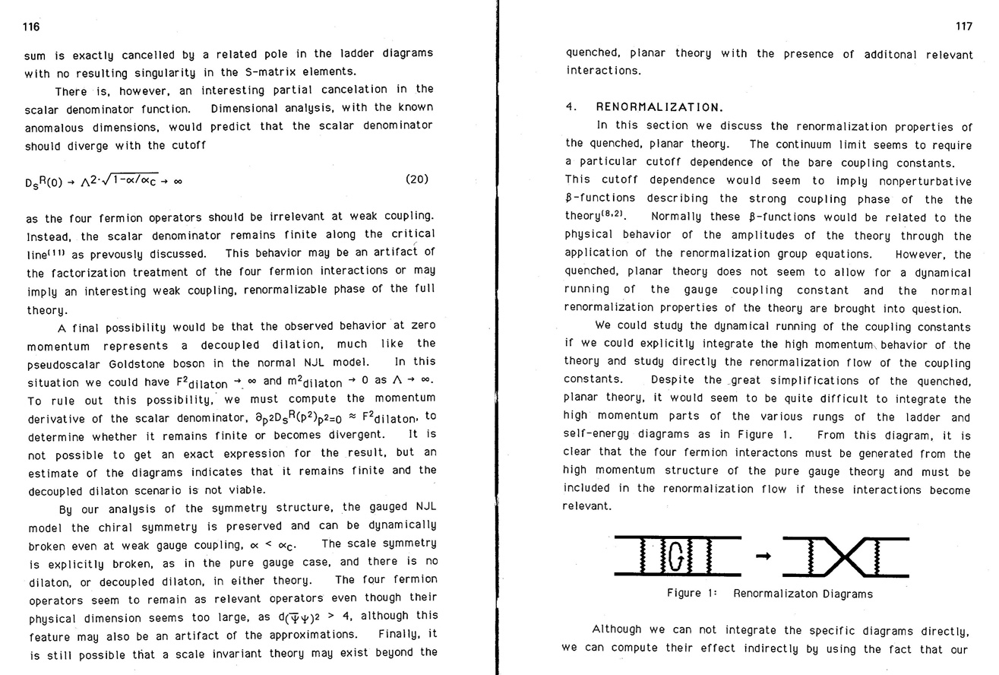 116
sum is exactly cancelled by a related pole in the ladder diagrams
with no resulting singularity in the S-matrix elements.
There is, however, an interesting partial cancelation in the
scalar denominator function. Dimensional analysis, with the known
anomalous dimensions, would predict that the scalar denominator
should diverge with the cutoff
D_S^R(0) → Λ^2·√(1-α/α_C) → ∞ (20)
as the four fermion operators should be irrelevant at weak coupling.
Instead, the scalar denominator remains finite along the critical
line(11) as prevously discussed. This behavior may be an artifact of
the factorization treatment of the four fermion interactions or may
imply an interesting weak coupling, renormalizable phase of the full
theory.
A final possibility would be that the observed behavior at zero
momentum represents a decoupled dilation, much like the
pseudoscalar Goldstone boson in the normal NJL model. In this
situation we could have F²dilaton → ∞ and m²dilaton → 0 as Λ → ∞.
To rule out this possibility, we must compute the momentum
derivative of the scalar denominator, ∂_p2 D_S^R(p²)_p²=0 ≈ F²dilaton, to
determine whether it remains finite or becomes divergent. It is
not possible to get an exact expression for the result, but an
estimate of the diagrams indicates that it remains finite and the
decoupled dilaton scenario is not viable.
By our analysis of the symmetry structure, the gauged NJL
model the chiral symmetry is preserved and can be dynamically
broken even at weak gauge coupling, α < α_C. The scale symmetry
is explicitly broken, as in the pure gauge case, and there is no
dilaton, or decoupled dilaton, in either theory. The four fermion
operators seem to remain as relevant operators even though their
physical dimension seems too large, as d(ψ̄ψ)2 > 4, although this
feature may also be an artifact of the approximations. Finally, it
is still possible that a scale invariant theory may exist beyond the
117
quenched, planar theory with the presence of additonal relevant
interactions.
4. RENORMALIZATION.
In this section we discuss the renormalization properties of
the quenched, planar theory. The continuum limit seems to require
a particular cutoff dependence of the bare coupling constants.
This cutoff dependence would seem to imply nonperturbative
β-functions describing the strong coupling phase of the the
theory(8,2). Normally these β-functions would be related to the
physical behavior of the amplitudes of the theory through the
application of the renormalization group equations. However, the
quenched, planar theory does not seem to allow for a dynamical
running of the gauge coupling constant and the normal
renormalization properties of the theory are brought into question.
We could study the dynamical running of the coupling constants
if we could explicitly integrate the high momentum behavior of the
theory and study directly the renormalization flow of the coupling
constants. Despite the great simplifications of the quenched,
planar theory, it would seem to be quite difficult to integrate the
high momentum parts of the various rungs of the ladder and
self-energy diagrams as in Figure 1. From this diagram, it is
clear that the four fermion interactons must be generated from the
high momentum structure of the pure gauge theory and must be
included in the renormalization flow if these interactions become
relevant.
Figure 1: Renormalizaton Diagrams
Although we can not integrate the specific diagrams directly,
we can compute their effect indirectly by using the fact that our